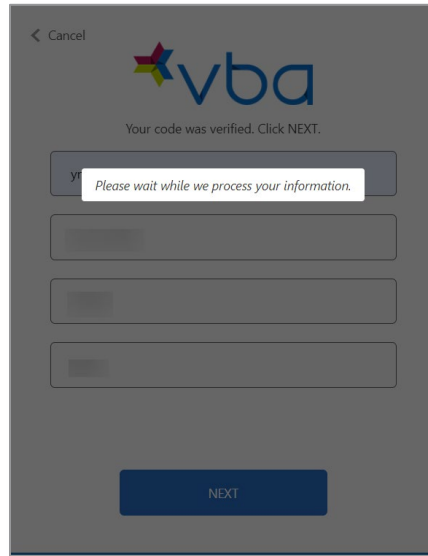 Cancel
vba
Your code was verified. Click NEXT.
Please wait while we process your information.
NEXT